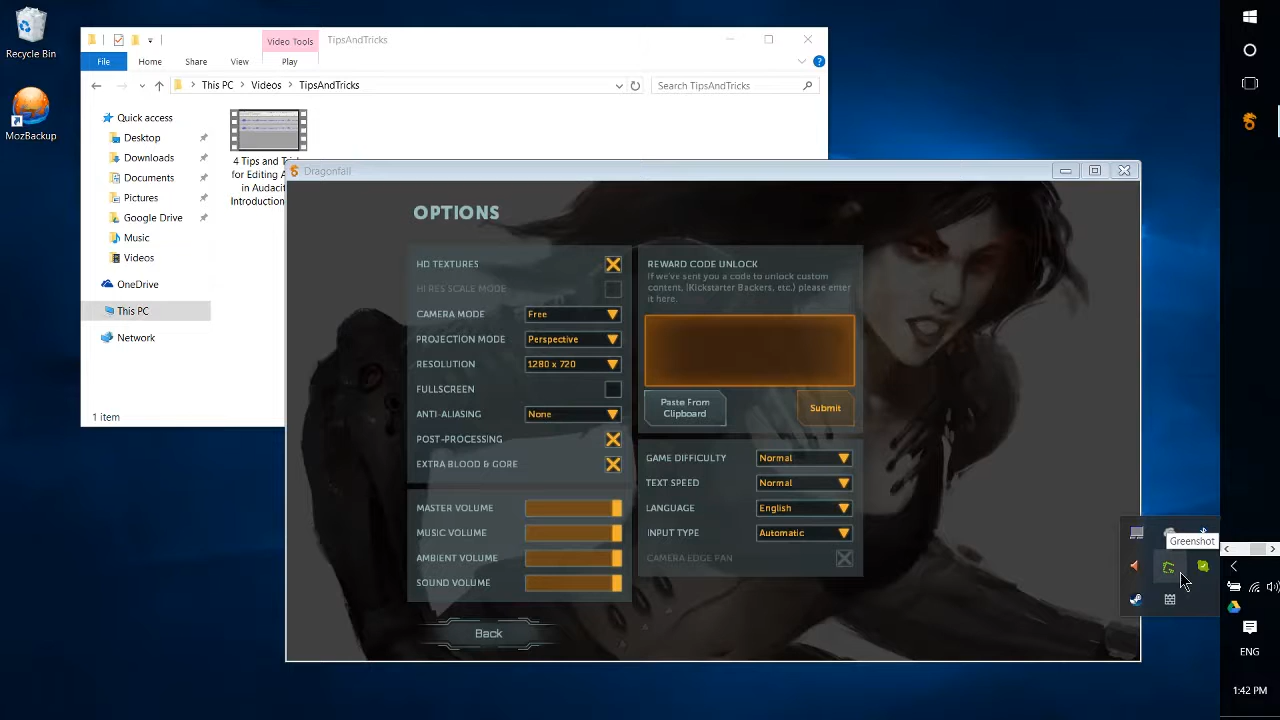 Recycle Bin
MozBackup
Video Tools
TipsAndTricks
File
Home
Share
View
Play
This PC
Videos
TipsAndTricks
Search TipsAndTricks
Quick access
Desktop
Downloads
Documents
Pictures
Google Drive
Music
Videos
OneDrive
This PC
Network
4 Tips and Tri
for Editing A
in Audacit
Introduction
1 item
Dragonfall
OPTIONS
HD TEXTURES
HI RES SCALE MODE
CAMERA MODE Free
PROJECTION MODE Perspective
RESOLUTION 1280 x 720
FULLSCREEN
ANTI-ALIASING None
POST-PROCESSING
EXTRA BLOOD & GORE
MASTER VOLUME
MUSIC VOLUME
AMBIENT VOLUME
SOUND VOLUME
Back
REWARD CODE UNLOCK
If we've sent you a code to unlock custom
content, (Kickstarter Backers, etc.) please enter
it here.
Paste From
Clipboard
Submit
GAME DIFFICULTY Normal
TEXT SPEED Normal
LANGUAGE English
INPUT TYPE Automatic
CAMERA EDGE PAN
Greenshot
ENG
1:42 PM